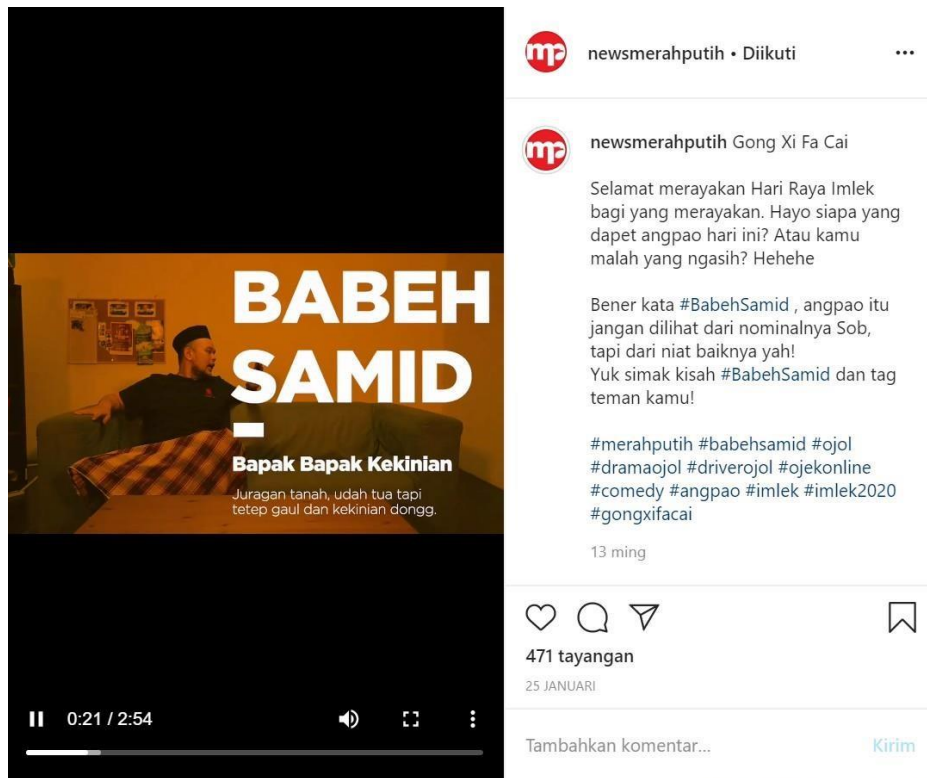 mp newsmerahputih • Diikuti
mp newsmerahputih Gong Xi Fa Cai
Selamat merayakan Hari Raya Imlek
bagi yang merayakan. Hayo siapa yang
dapet angpao hari ini? Atau kamu
malah yang ngasih? Hehehe
Bener kata #BabehSamid , angpao itu
jangan dilihat dari nominalnya Sob,
tapi dari niat baiknya yah!
Yuk simak kisah #BabehSamid dan tag
teman kamu!
#merahputih #babehsamid #ojol
#dramaojol #driverojol #ojekonline
#comedy #angpao #imlek #imlek2020
#gongxifacai
13 ming
471 tayangan
25 JANUARI
Tambahkan komentar... Kirim
BABEH
SAMID
Bapak Bapak Kekinian
Juragan tanah, udah tua tapi
tetep gaul dan kekinian dongg.
0:21 / 2:54